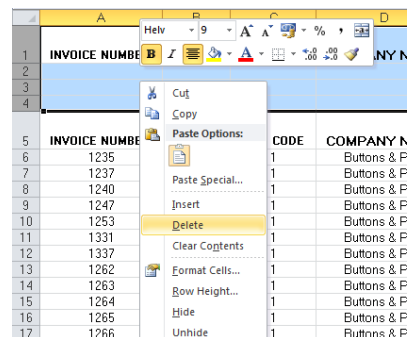 A B C D
Helv 9 A A % ,
B I A .00 .0
1 INVOICE NUMBE NY N
2
3
4
Cut
Copy
Paste Options:
Paste Special...
Insert
Delete
Clear Contents
Format Cells...
Row Height...
Hide
Unhide
5 INVOICE NUMBE CODE COMPANY N
6 1235 1 Buttons & P
7 1237 1 Buttons & P
8 1240 1 Buttons & P
9 1247 1 Buttons & P
10 1253 1 Buttons & P
11 1331 1 Buttons & P
12 1337 1 Buttons & P
13 1262 1 Buttons & P
14 1263 1 Buttons & P
15 1264 1 Buttons & P
16 1265 1 Buttons & P
17 1266 1 Buttons & P